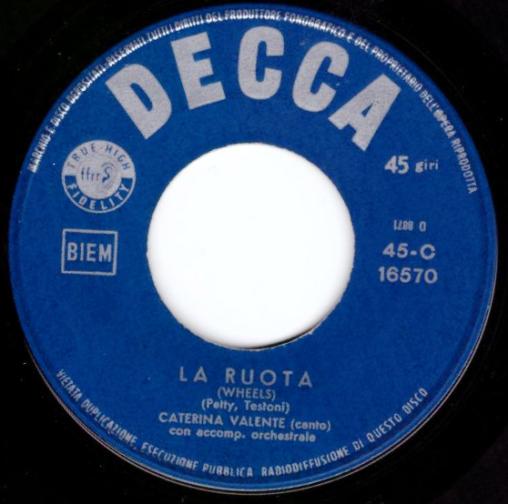 MARCHIO E DISCO DEPOSITATI-RISERVATI TUTTI I DIRITTI DEL PRODUTTORE FONOGRAFICO E DEL PROPRIETARIO DELL'OPERA RIPRODOTTA
DECCA
TRUE HIGH
ffrr
FIDELITY
45 giri
D 8871
BIEM
45-C
16570
LA RUOTA
(WHEELS)
(Petty, Testoni)
CATERINA VALENTE (canto)
con accomp. orchestrale
VIETATA DUPLICAZIONE, ESECUZIONE PUBBLICA RADIODIFFUSIONE DI QUESTO DISCO